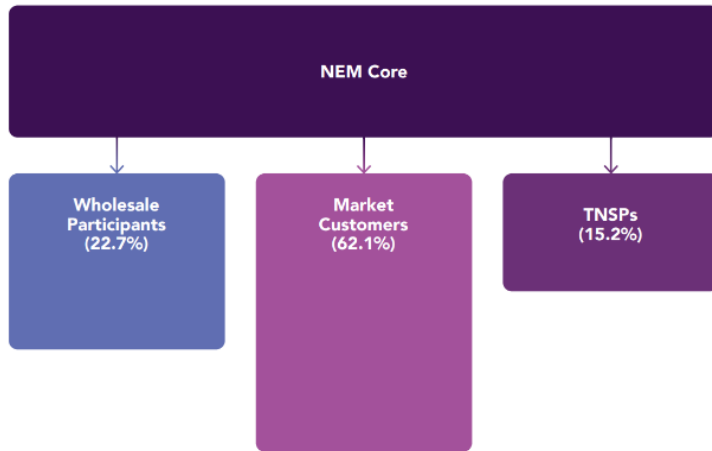 NEM Core
Wholesale
Participants
(22.7%)
Market
Customers
(62.1%)
TNSPs
(15.2%)